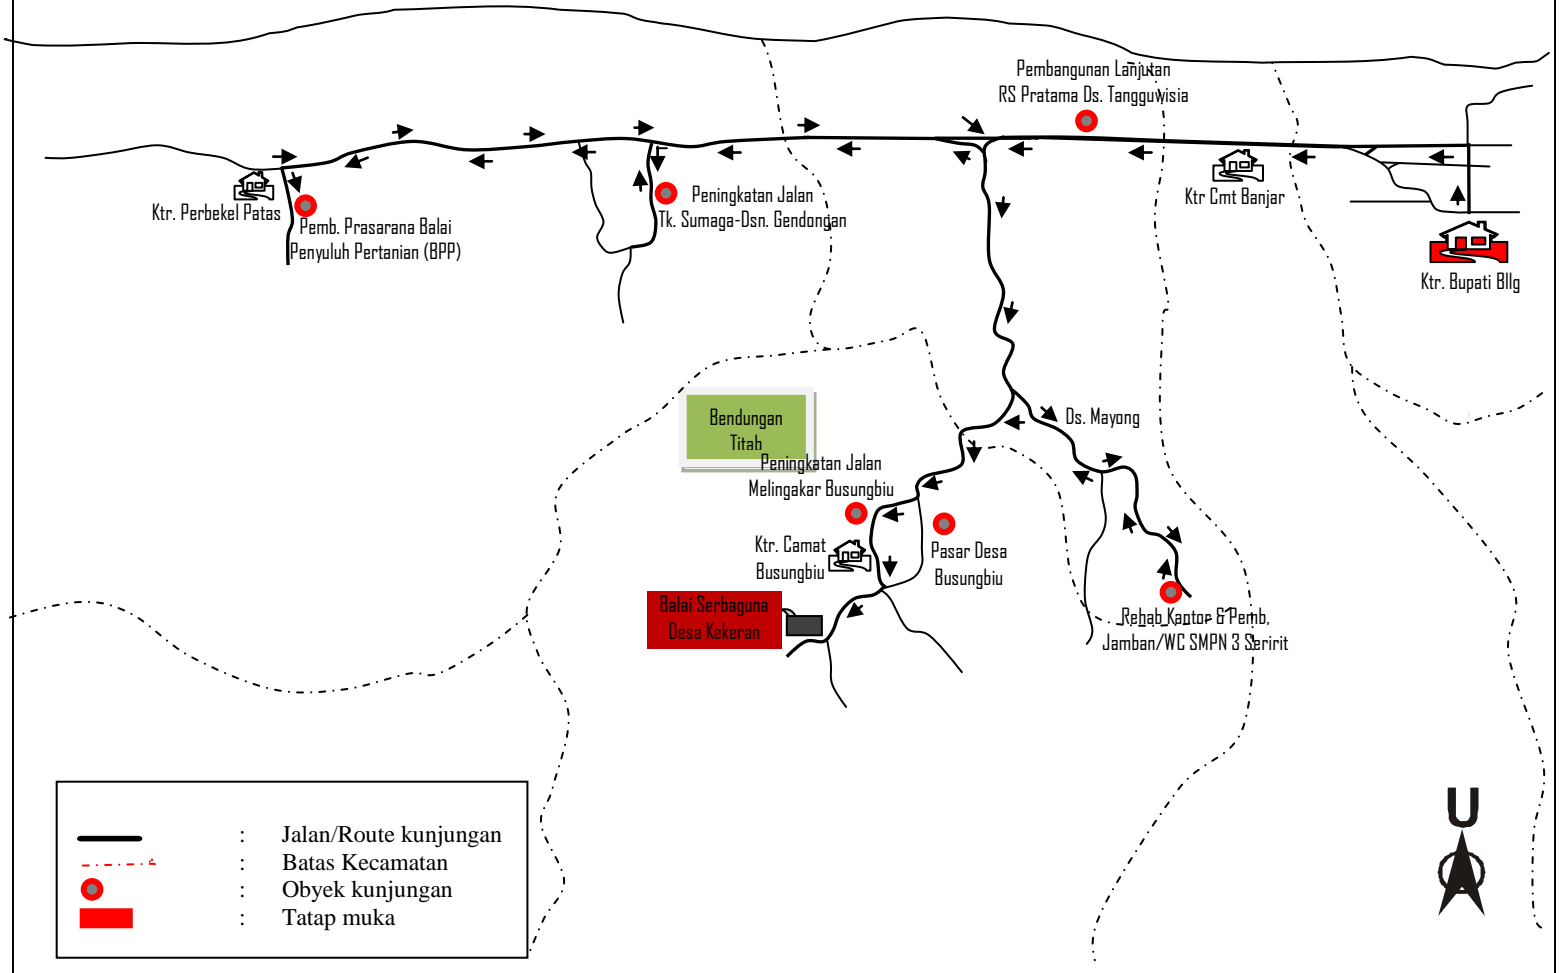 Pembangunan Lanjutan
RS Pratama Ds. Tangguwisia
Ktr Cmt Banjar
Ktr. Bupati Bllg
Ktr. Perbekel Patas
Pemb. Prasarana Balai
Penyuluh Pertanian (BPP)
Peningkatan Jalan
Tk. Sumaga-Dsn. Gendongan
Bendungan
Titab
Ds. Mayong
Peningkatan Jalan
Melingakar Busungbiu
Ktr. Camat
Busungbiu
Pasar Desa
Busungbiu
Balai Serbaguna
Desa Kekeran
Rehab Kantor & Pemb,
Jamban/WC SMPN 3 Seririt
: Jalan/Route kunjungan
: Batas Kecamatan
: Obyek kunjungan
: Tatap muka
U